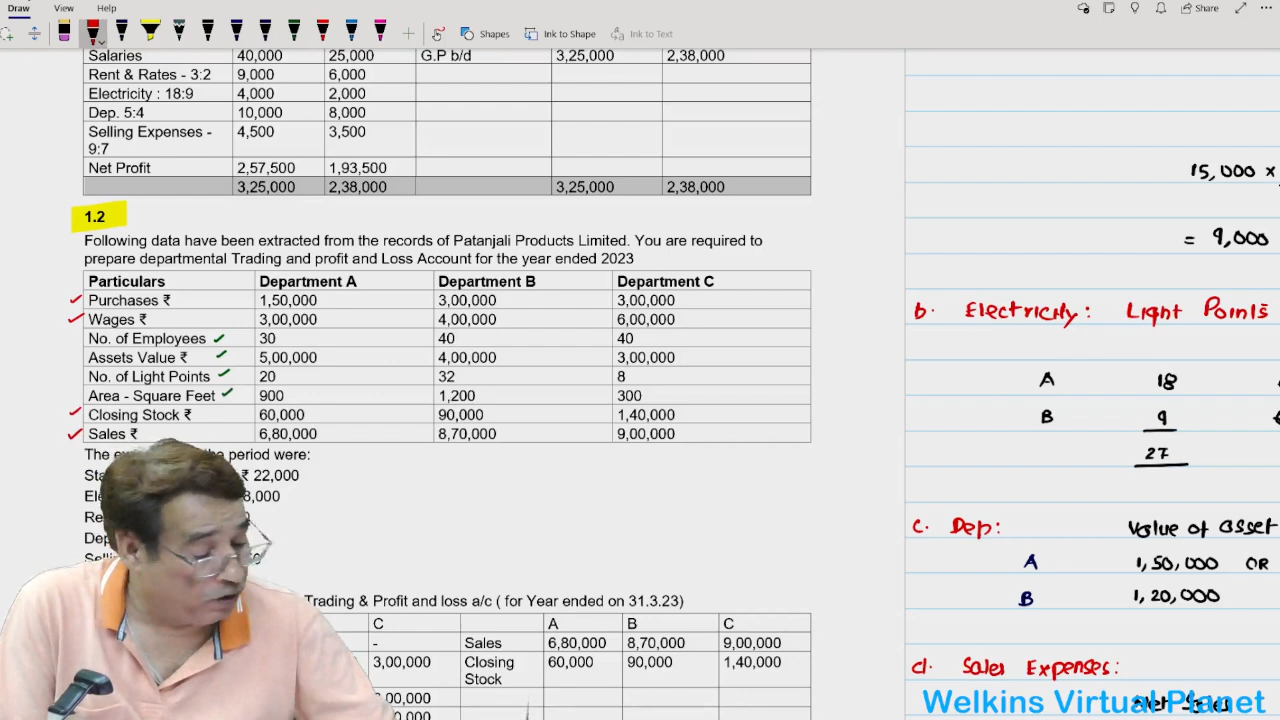 Draw View Help
Share
Shapes Ink to Shape Ink to Text
Salaries 40,000 25,000 G.P b/d 3,25,000 2,38,000
Rent & Rates - 3:2 9,000 6,000
Electricity : 18:9 4,000 2,000
Dep. 5:4 10,000 8,000
Selling Expenses - 4,500 3,500
9:7
Net Profit 2,57,500 1,93,500
3,25,000 2,38,000 3,25,000 2,38,000
1.2
Following data have been extracted from the records of Patanjali Products Limited. You are required to
prepare departmental Trading and profit and Loss Account for the year ended 2023
Particulars Department A Department B Department C
Purchases ₹ 1,50,000 3,00,000 3,00,000
Wages ₹ 3,00,000 4,00,000 6,00,000
No. of Employees 30 40 40
Assets Value ₹ 5,00,000 4,00,000 3,00,000
No. of Light Points 20 32 8
Area - Square Feet 900 1,200 300
Closing Stock ₹ 60,000 90,000 1,40,000
Sales ₹ 6,80,000 8,70,000 9,00,000
The the period were:
₹ 22,000
Trading & Profit and loss a/c ( for Year ended on 31.3.23)
C A B C
- Sales 6,80,000 8,70,000 9,00,000
3,00,000 Closing 60,000 90,000 1,40,000
Stock
15,000 ×
= 9,000
b. Electricity: Light Points
A 18
B 9
27
c. Dep: Value of asset
A 1,50,000 OR
B 1,20,000
d. Sales Expenses:
Welkins Virtual Planet